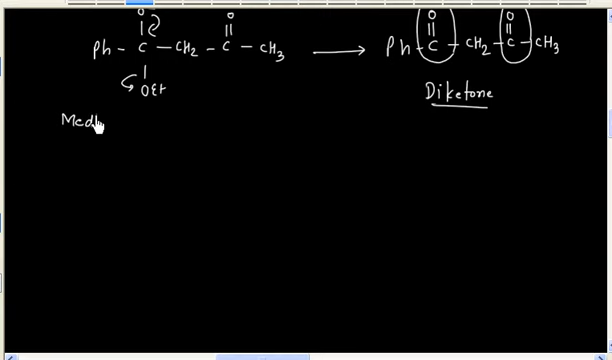 O O O O
Ph - C - CH2 - C - CH3 → Ph - C - CH2 - C - CH3
OEt
Diketone
Med